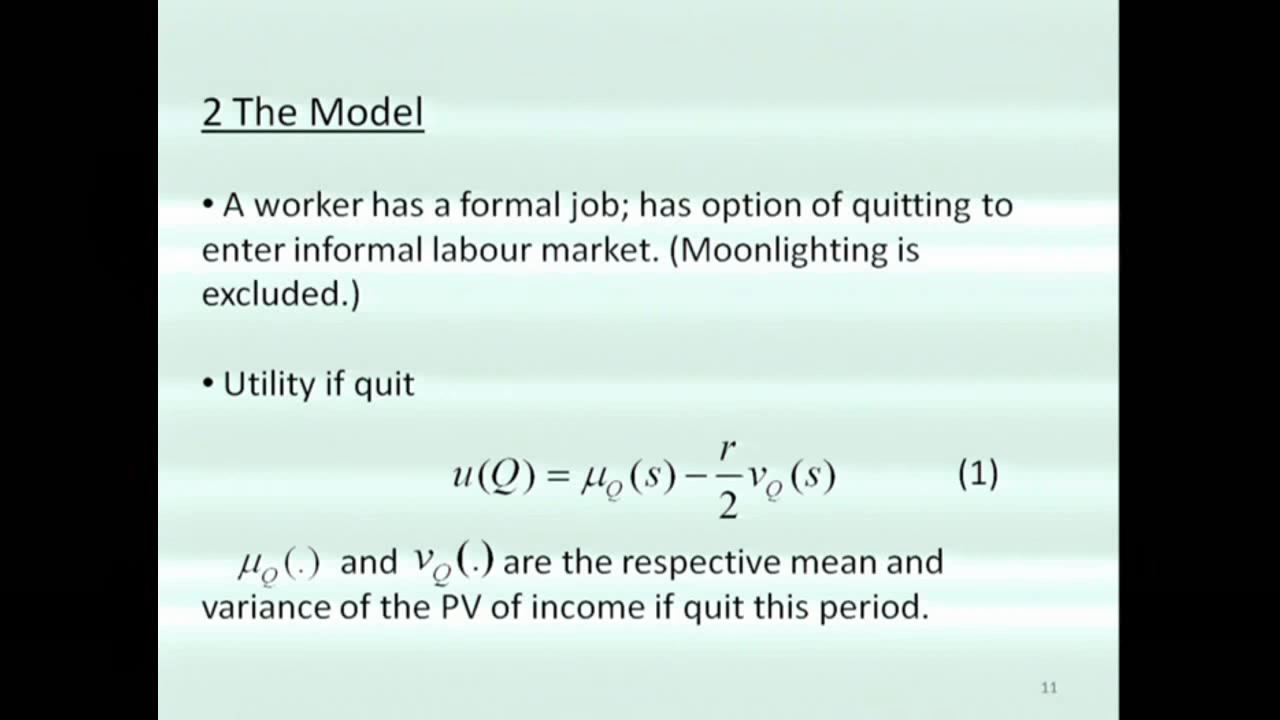 2 The Model
• A worker has a formal job; has option of quitting to
enter informal labour market. (Moonlighting is
excluded.)
• Utility if quit
u(Q) = μ_Q(s) − r/2 v_Q(s) (1)
μ_Q(.) and v_Q(.) are the respective mean and
variance of the PV of income if quit this period.
11